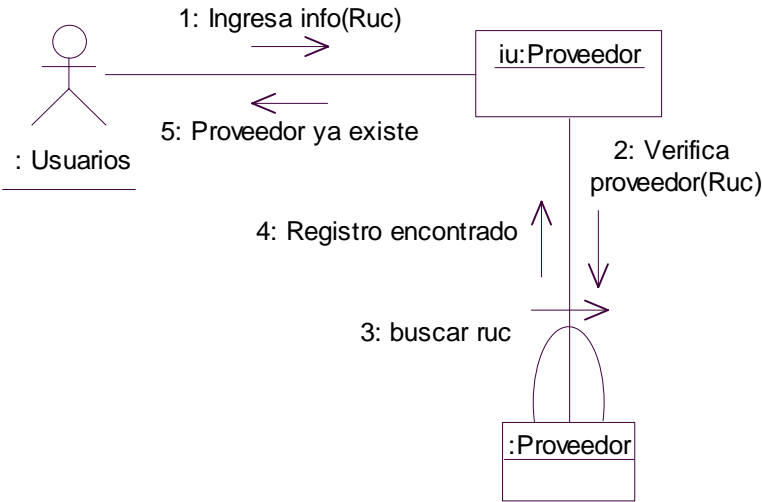 1: Ingresa info(Ruc)
iu:Proveedor
5: Proveedor ya existe
: Usuarios
2: Verifica
proveedor(Ruc)
4: Registro encontrado
3: buscar ruc
:Proveedor